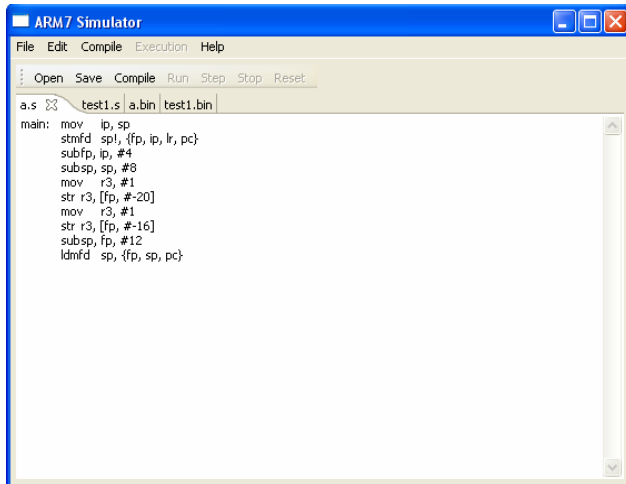 ARM7 Simulator
File Edit Compile Execution Help
Open Save Compile Run Step Stop Reset
a.s test1.s a.bin test1.bin
main: mov ip, sp
stmfd sp!, {fp, ip, lr, pc}
subfp, ip, #4
subsp, sp, #8
mov r3, #1
str r3, [fp, #-20]
mov r3, #1
str r3, [fp, #-16]
subsp, fp, #12
ldmfd sp, {fp, sp, pc}